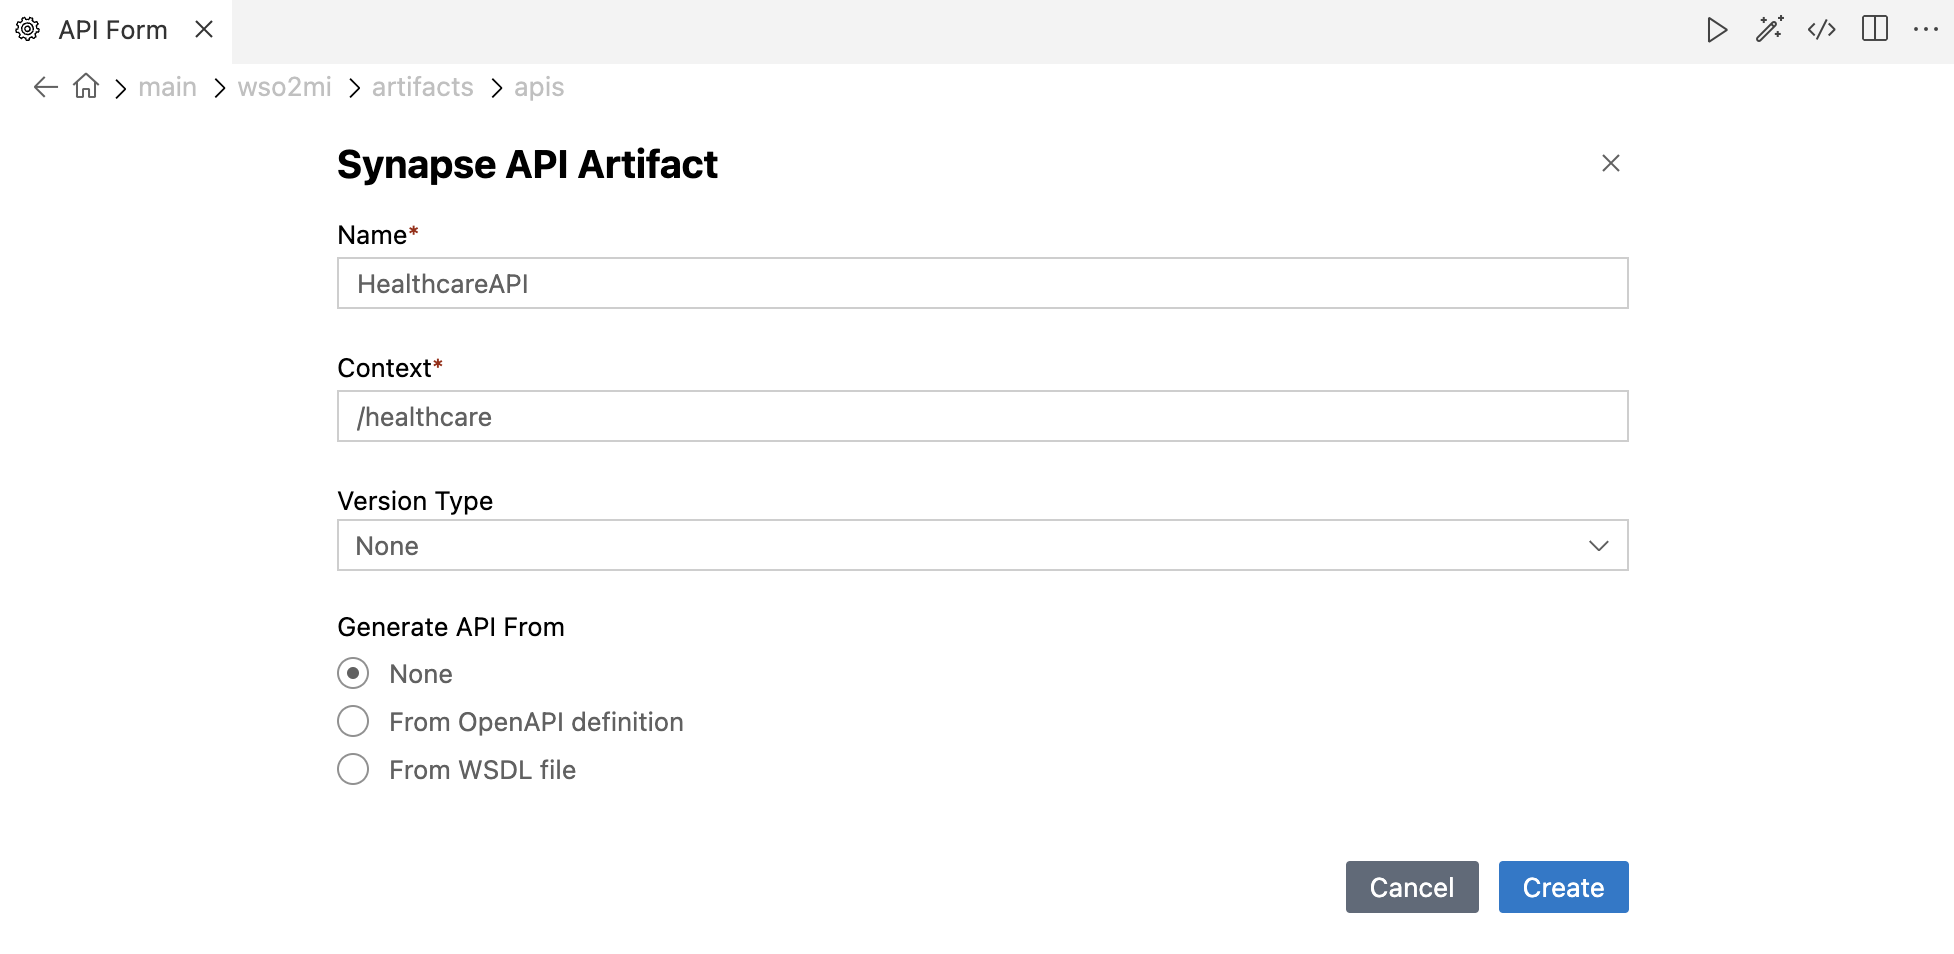 API Form
main wso2mi artifacts apis
Synapse API Artifact
Name*
HealthcareAPI
Context*
/healthcare
Version Type
None
Generate API From
None
From OpenAPI definition
From WSDL file
Cancel Create